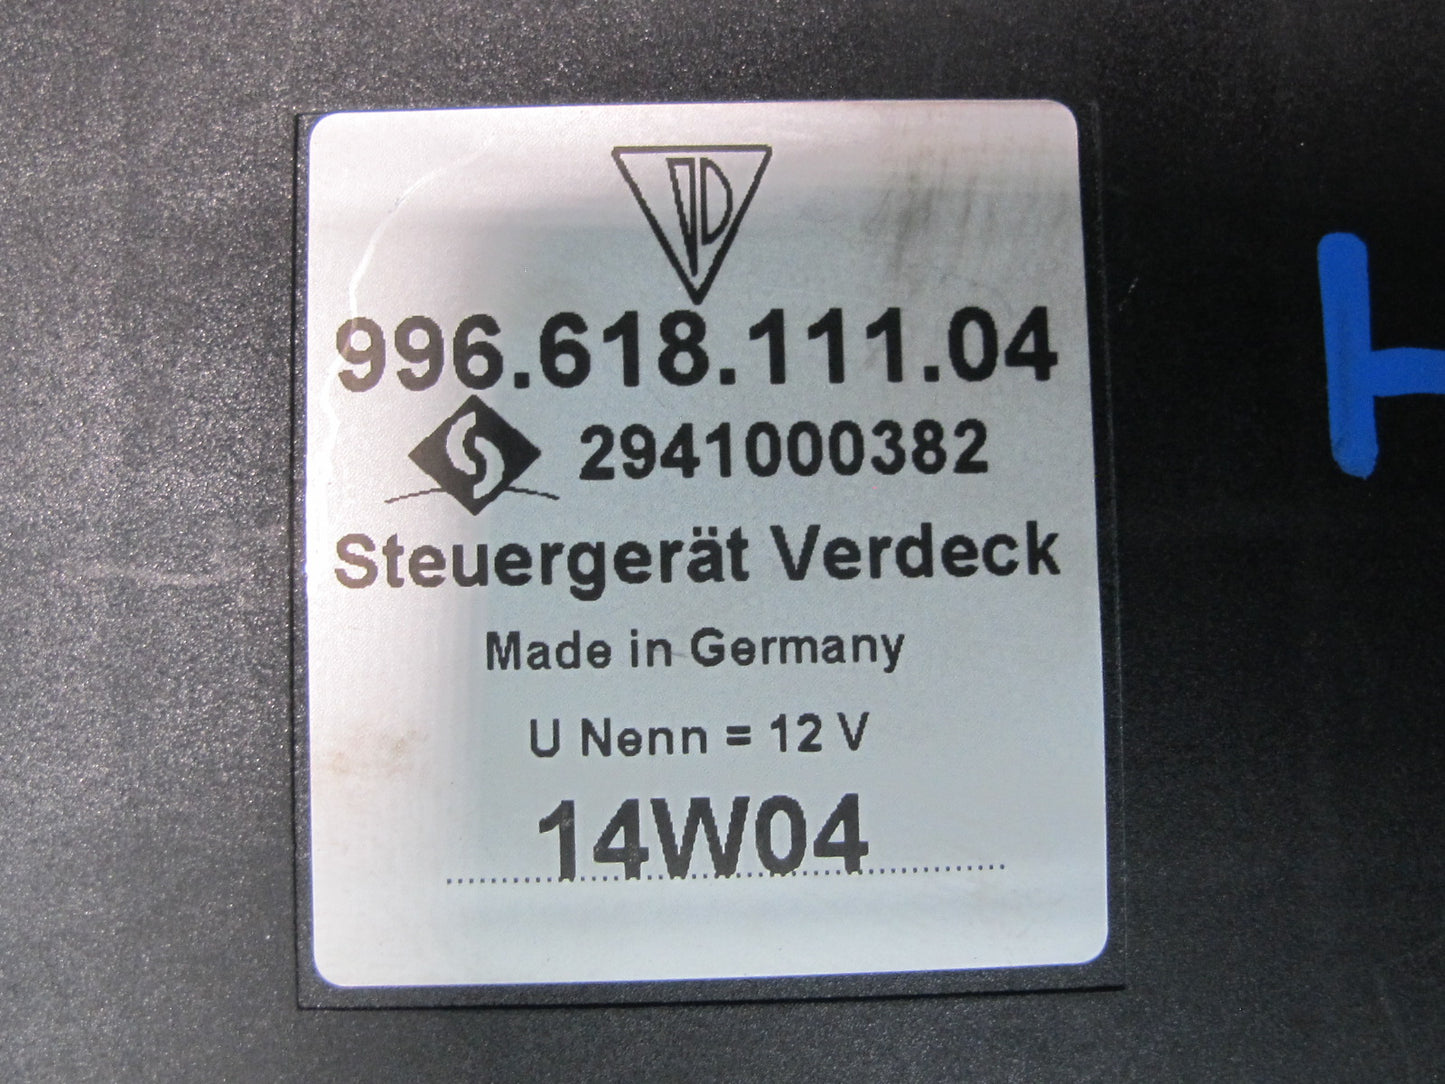 996.618.111.04
2941000382
Steuergerät Verdeck
Made in Germany
U Nenn = 12 V
14W04